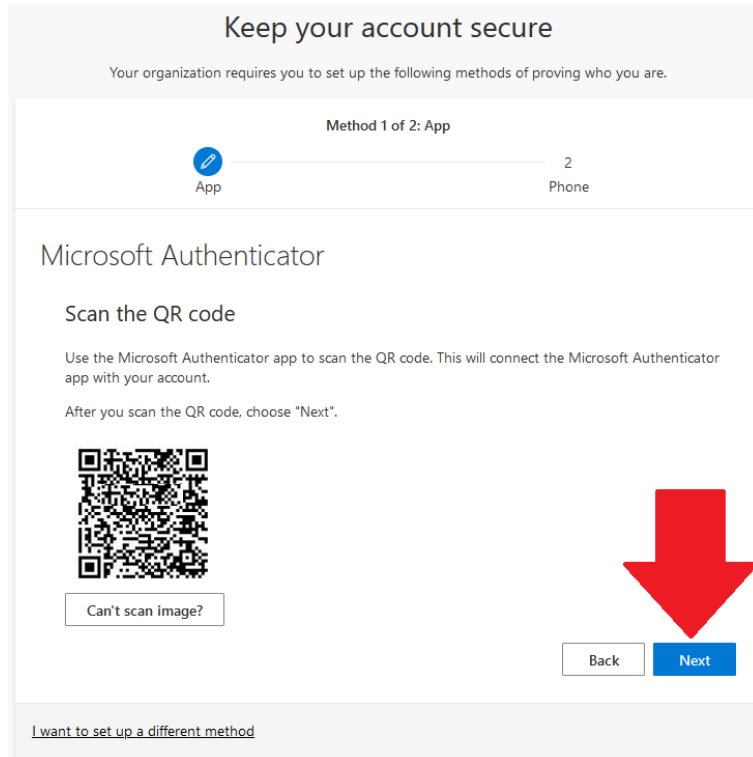 Keep your account secure
Your organization requires you to set up the following methods of proving who you are.
Method 1 of 2: App
2
App
Phone
Microsoft Authenticator
Scan the QR code
Use the Microsoft Authenticator app to scan the QR code. This will connect the Microsoft Authenticator
app with your account.
After you scan the QR code, choose "Next".
Can't scan image?
Back
Next
I want to set up a different method